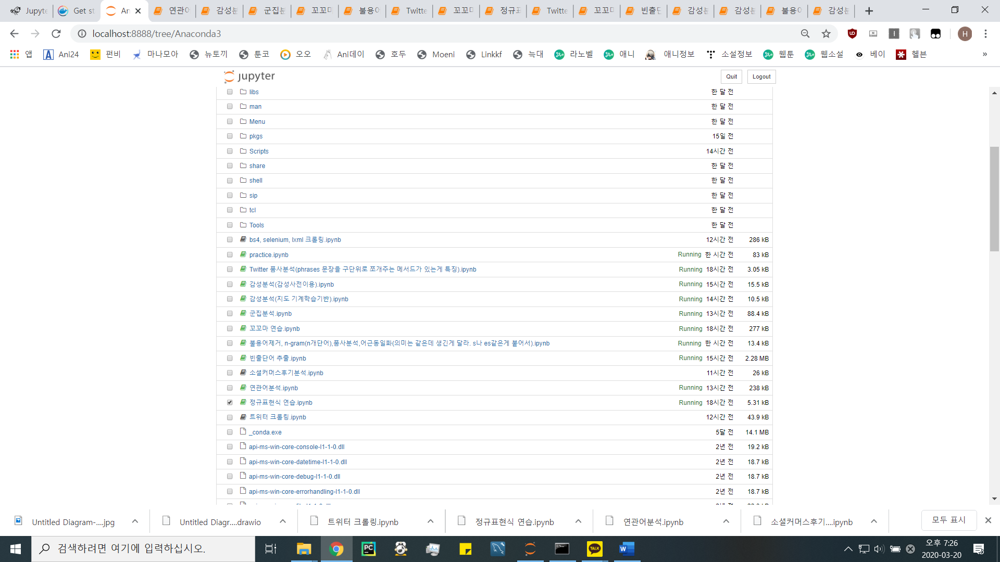 Jupyte
Get st
An
연관어
감성분
군집분
꼬꼬마
불용어
Twitte
꼬꼬마
정규표
Twitte
꼬꼬마
빈출단
감성분
감성분
불용어
감성분
localhost:8888/tree/Anaconda3
H
앱
Ani24
펀비
마나모아
뉴토끼
툰코
오오
Ani데이
호두
Moeni
Linkkf
늑대
라노벨
애니
애니정보
소설정보
웹툰
웹소설
베이
헬븐
»
jupyter
Quit
Logout
libs 한 달 전
man 한 달 전
Menu 한 달 전
pkgs 15일 전
Scripts 14시간 전
share 한 달 전
shell 한 달 전
sip 한 달 전
tcl 한 달 전
Tools 한 달 전
bs4, selenium, lxml 크롤링.ipynb 12시간 전 286 kB
practice.ipynb Running 한 시간 전 83 kB
Twitter 품사분석(phrases 문장을 구단위로 쪼개주는 메서드가 있는게 특징).ipynb Running 18시간 전 3.05 kB
감성분석(감성사전이용).ipynb Running 15시간 전 15.5 kB
감성분석(지도 기계학습기반).ipynb Running 14시간 전 10.5 kB
군집분석.ipynb Running 13시간 전 88.4 kB
꼬꼬마 연습.ipynb Running 18시간 전 277 kB
불용어제거, n-gram(n개단어),품사분석,어근동일화(의미는 같은데 생긴게 달라. s나 es같은게 붙어서).ipynb Running 한 시간 전 13.4 kB
빈출단어 추출.ipynb Running 15시간 전 2.28 MB
소셜커머스후기분석.ipynb 11시간 전 26 kB
연관어분석.ipynb Running 13시간 전 238 kB
정규표현식 연습.ipynb Running 18시간 전 5.31 kB
트위터 크롤링.ipynb 12시간 전 43.9 kB
_conda.exe 5달 전 14.1 MB
api-ms-win-core-console-l1-1-0.dll 2년 전 19.2 kB
api-ms-win-core-datetime-l1-1-0.dll 2년 전 18.7 kB
api-ms-win-core-debug-l1-1-0.dll 2년 전 18.7 kB
api-ms-win-core-errorhandling-l1-1-0.dll 2년 전 18.7 kB
Untitled Diagram-....jpg
Untitled Diagr....drawio
트위터 크롤링.ipynb
정규표현식 연습.ipynb
연관어분석.ipynb
소셜커머스후기....ipynb
모두 표시
검색하려면 여기에 입력하십시오.
PC
TALK
W
오후 7:26
2020-03-20